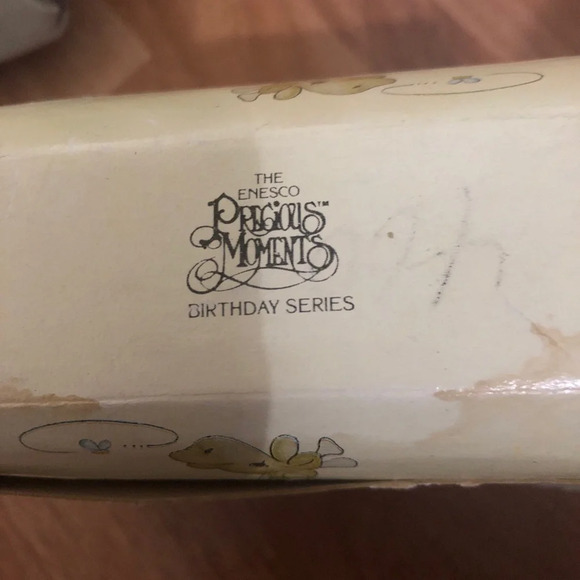 THE
ENESCO
PRECIOUS™
MOMENTS
BIRTHDAY SERIES